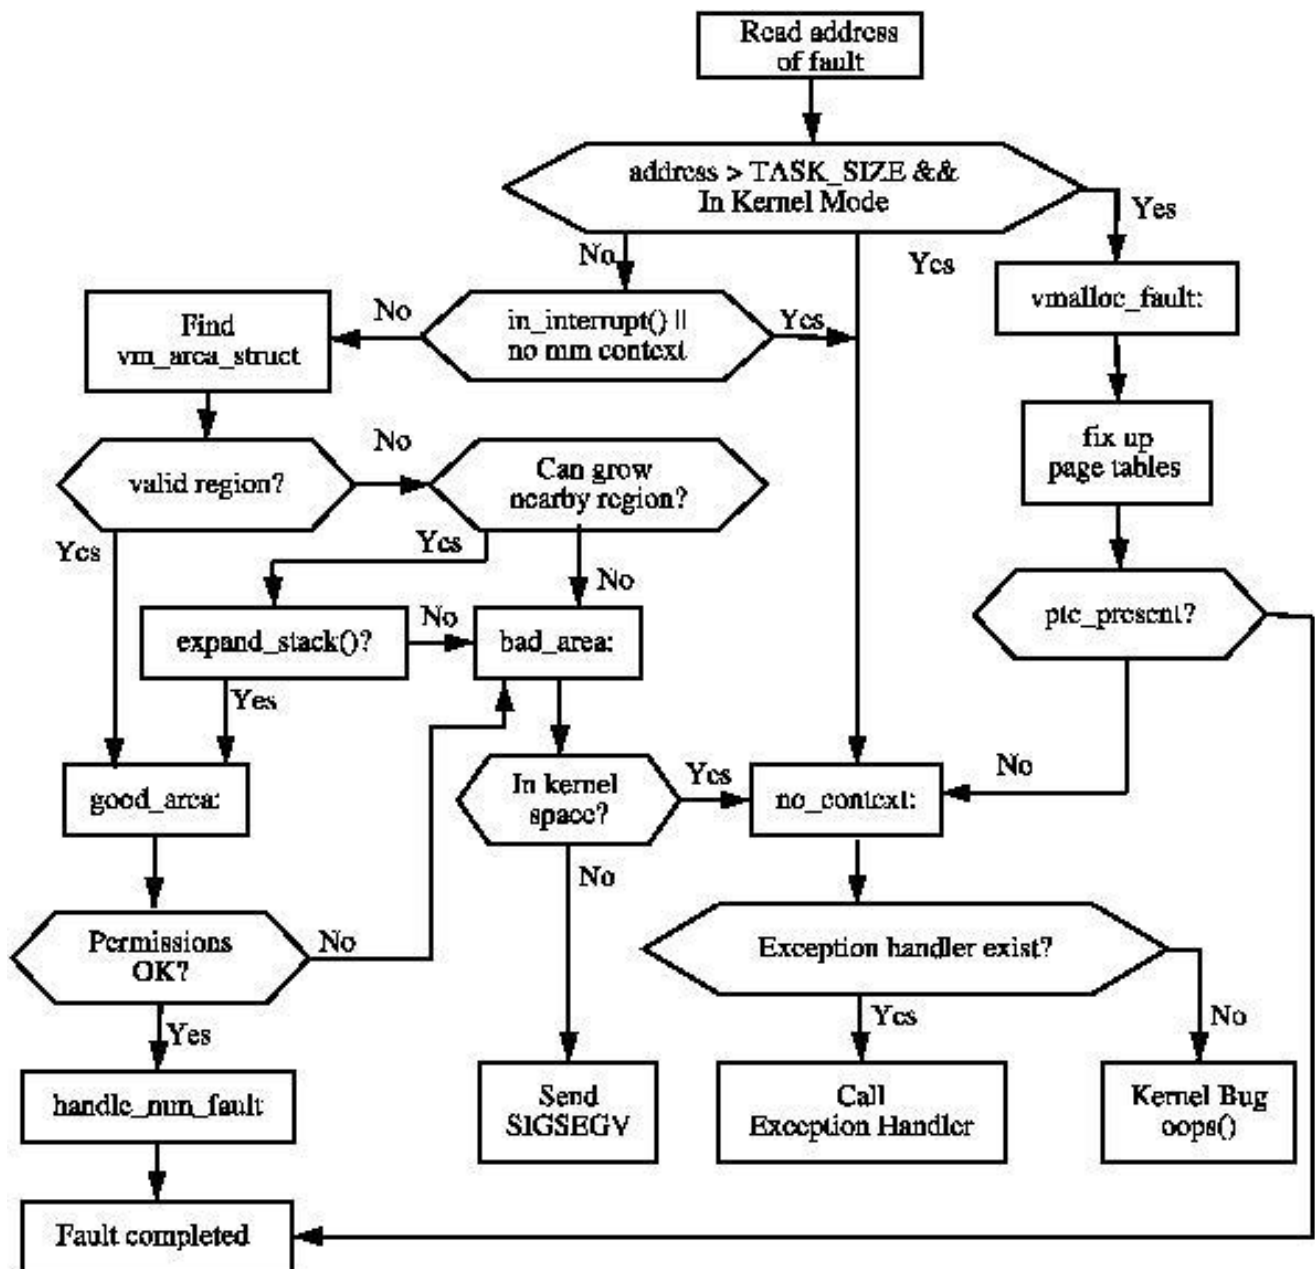 Read address
of fault
address > TASK_SIZE &&
In Kernel Mode
Yes
No
Yes
vmalloc_fault:
Find
vm_area_struct
No
in_interrupt() ||
no mm context
Yes
fix up
page tables
valid region?
No
Can grow
nearby region?
Yes
Yes
No
pte_present?
expand_stack()?
No
bad_area:
Yes
good_area:
In kernel
space?
Yes
no_context:
No
No
Permissions
OK?
No
Exception handler exist?
Yes
Yes
No
handle_mm_fault
Send
SIGSEGV
Call
Exception Handler
Kernel Bug
oops()
Fault completed